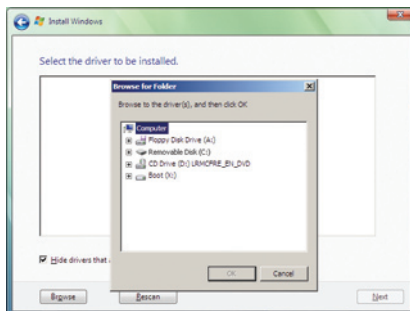 Install Windows
Select the driver to be installed.
Browse for Folder
Browse to the driver(s), and then click OK
Computer
Floppy Disk Drive (A:)
Removable Disk (C:)
CD Drive (D:) LRMCFRE_EN_DVD
Boot (X:)
Hide drivers that
OK
Cancel
Browse
Rescan
Next